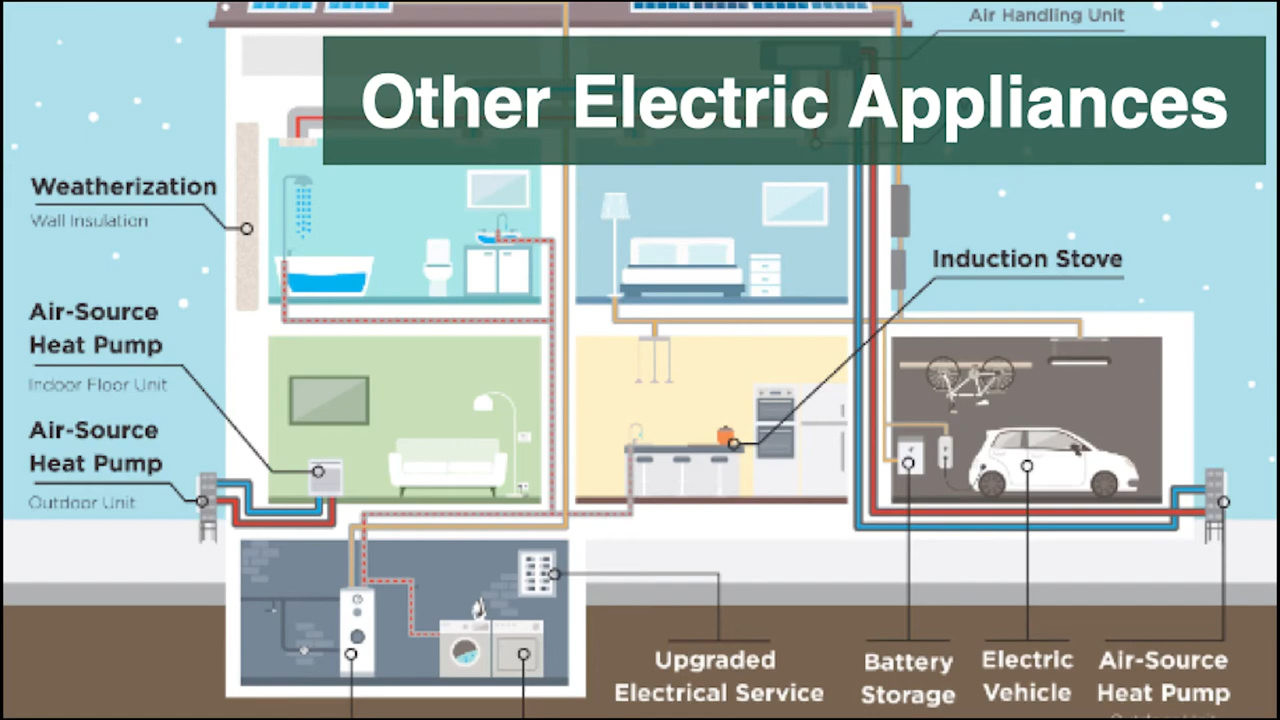 Air Handling Unit
Other Electric Appliances
Weatherization
Wall Insulation
Induction Stove
Air-Source
Heat Pump
Indoor Floor Unit
Air-Source
Heat Pump
Outdoor Unit
Upgraded
Electrical Service
Battery
Storage
Electric
Vehicle
Air-Source
Heat Pump